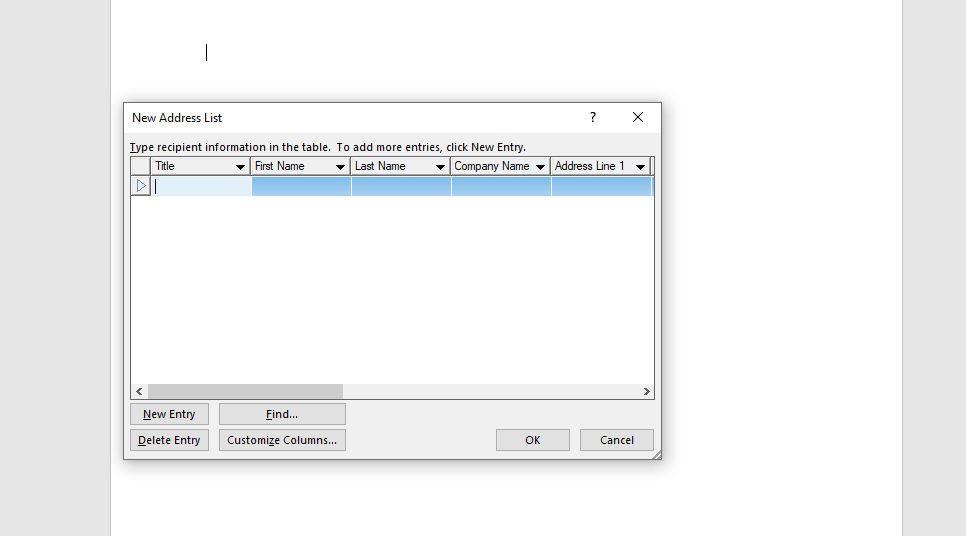 New Address List
?
Type recipient information in the table. To add more entries, click New Entry.
Title First Name Last Name Company Name Address Line 1
New Entry Find...
Delete Entry Customize Columns... OK Cancel